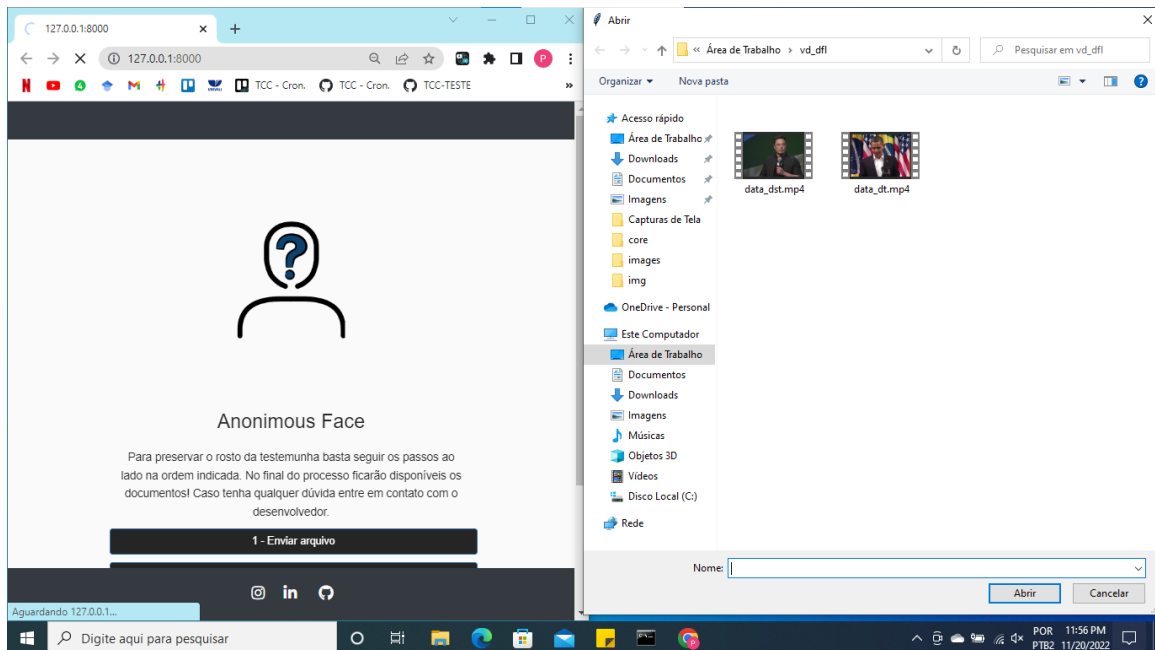 127.0.0.1:8000
127.0.0.1:8000
P
4
TCC - Cron.
TCC - Cron.
TCC-TESTE
»
?
Anonimous Face
Para preservar o rosto da testemunha basta seguir os passos ao
lado na ordem indicada. No final do processo ficarão disponíveis os
documentos! Caso tenha qualquer dúvida entre em contato com o
desenvolvedor.
1 - Enviar arquivo
in
Aguardando 127.0.0.1...
Abrir
« Área de Trabalho › vd_dfl
Pesquisar em vd_dfl
Organizar
Nova pasta
?
Acesso rápido
Área de Trabalho
Downloads
Documentos
Imagens
Capturas de Tela
core
images
img
OneDrive - Personal
Este Computador
Área de Trabalho
Documentos
Downloads
Imagens
Músicas
Objetos 3D
Vídeos
Disco Local (C:)
Rede
data_dst.mp4
data_dt.mp4
Nome:
Abrir
Cancelar
Digite aqui para pesquisar
POR
PTB2
11:56 PM
11/20/2022